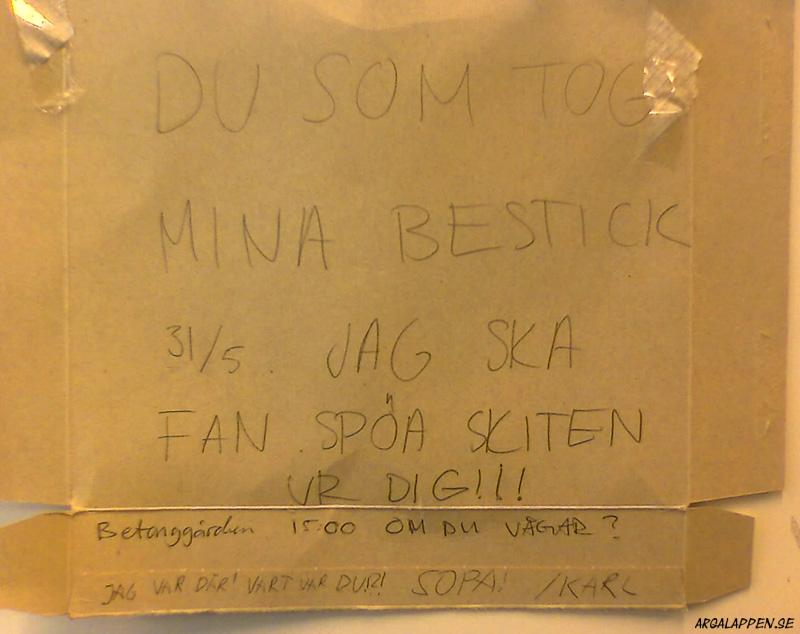 DU SOM TOG
MINA BESTICK
31/5. JAG SKA
FAN SPÖA SKITEN
UR DIG!!!
Betonggården 15:00 OM DU VÅGAR?
JAG VAR DÄR! VART VAR DU?!! SOPA! /KARL
ARGALAPPEN.SE